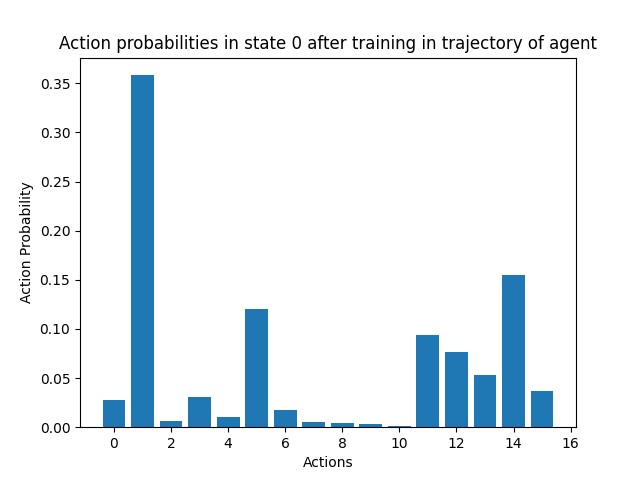 Action probabilities in state 0 after training in trajectory of agent
0.35
0.30
0.25
0.20
0.15
0.10
0.05
0.00
Action Probability
0 2 4 6 8 10 12 14 16
Actions